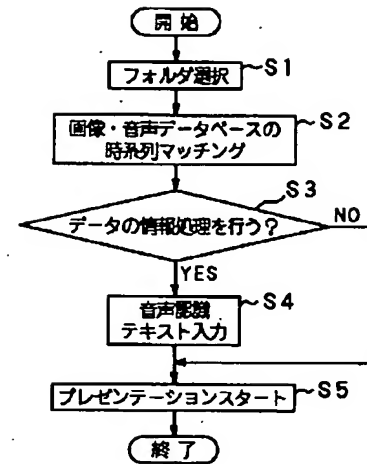 開始
フォルダ選択
S1
画像・音声データベースの
時系列マッチング
S2
データの情報処理を行う?
S3
NO
YES
音声認識
テキスト入力
S4
プレゼンテーションスタート
S5
終了